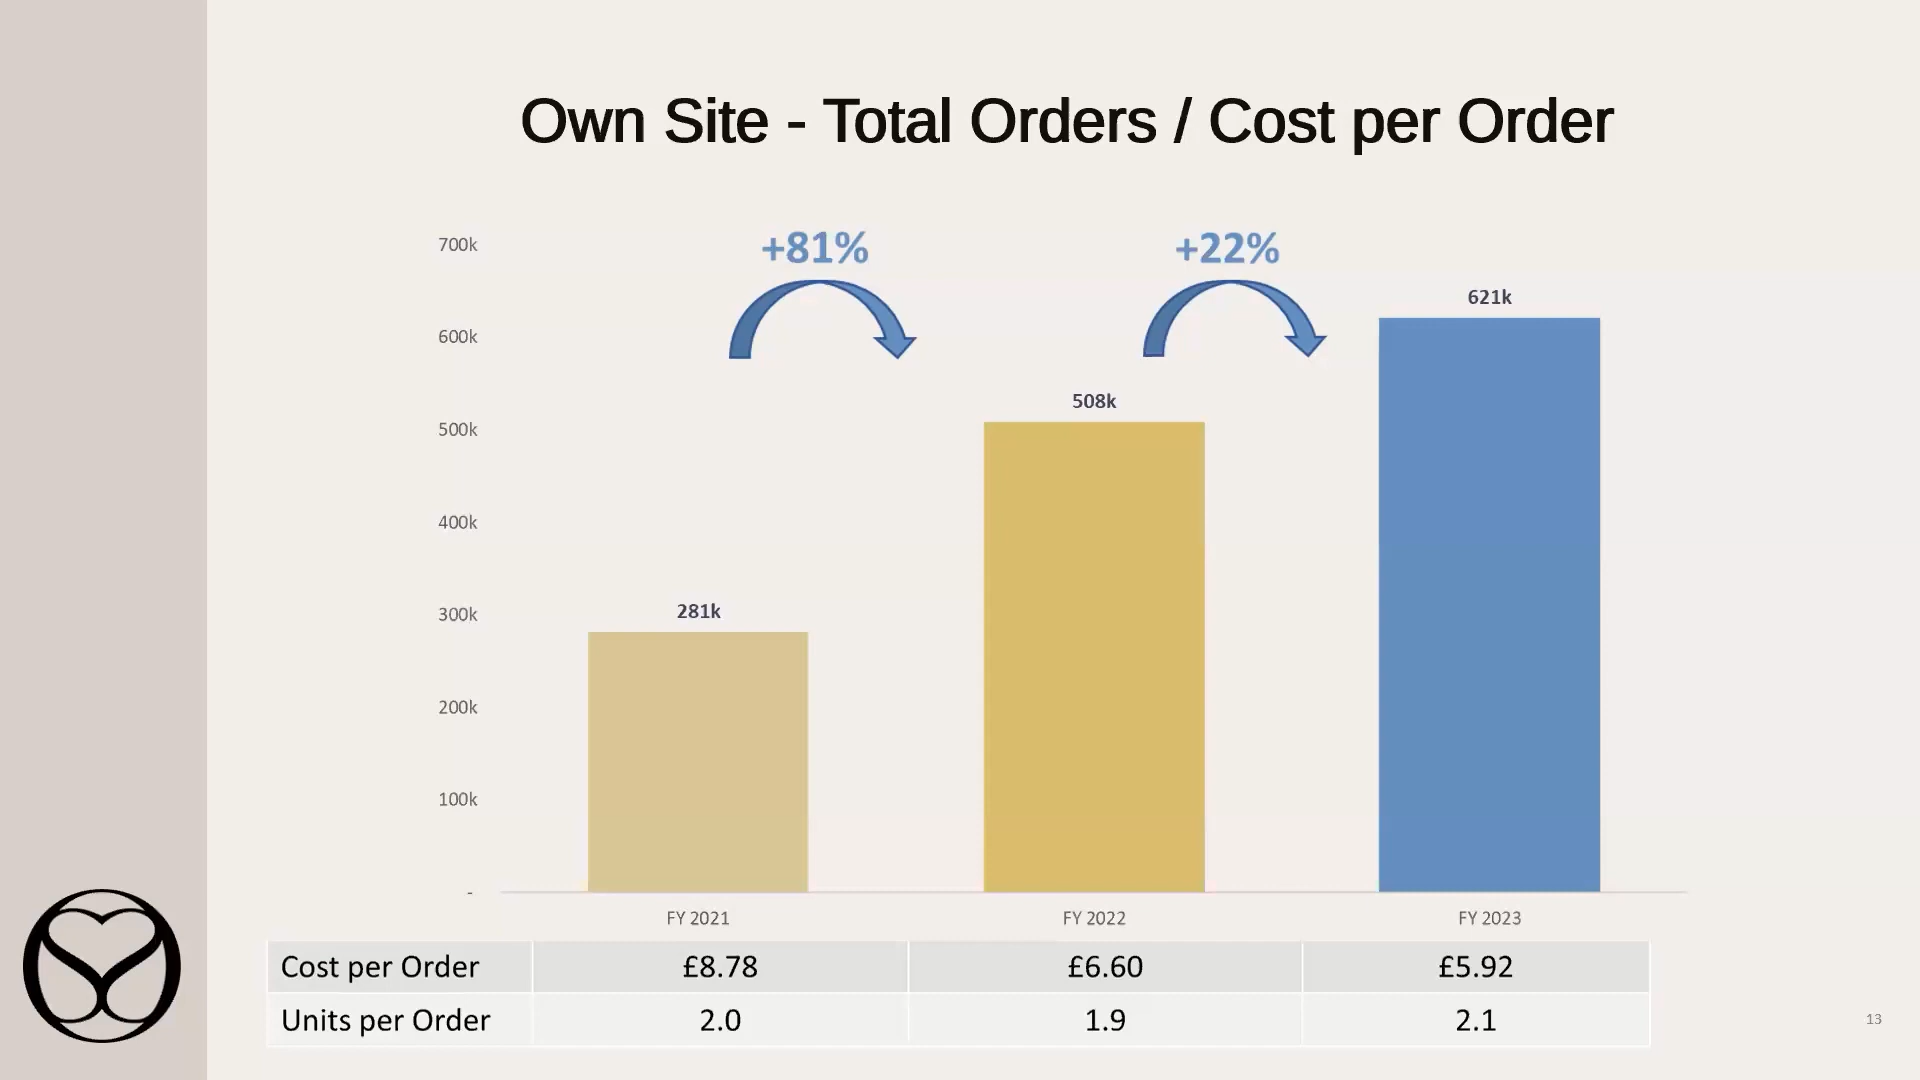 Own Site - Total Orders / Cost per Order
+81%
+22%
700k
600k
500k
400k
300k
200k
100k
-
281k
508k
621k
FY 2021
FY 2022
FY 2023
Cost per Order £8.78 £6.60 £5.92
Units per Order 2.0 1.9 2.1
13